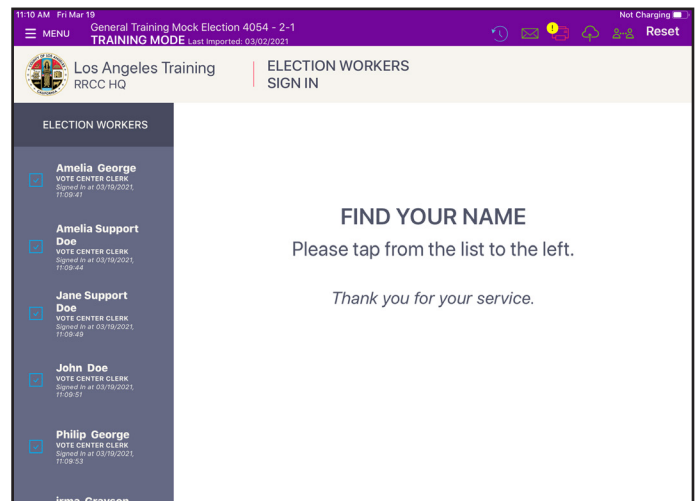 11:10 AM Fri Mar 19
Not Charging
MENU
General Training Mock Election 4054 - 2-1
TRAINING MODE Last Imported: 03/02/2021
!
Reset
Los Angeles Training
RRCC HQ
ELECTION WORKERS
SIGN IN
ELECTION WORKERS
Amelia George
VOTE CENTER CLERK
Signed In at 03/19/2021,
11:09:41
Amelia Support
Doe
VOTE CENTER CLERK
Signed In at 03/19/2021,
11:09:44
Jane Support
Doe
VOTE CENTER CLERK
Signed In at 03/19/2021,
11:09:49
John Doe
VOTE CENTER CLERK
Signed In at 03/19/2021,
11:09:51
Philip George
VOTE CENTER CLERK
Signed In at 03/19/2021,
11:09:53
irma Grayson
FIND YOUR NAME
Please tap from the list to the left.
Thank you for your service.